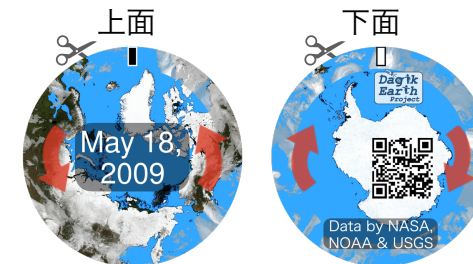 上面
下面
May 18,
2009
Dagik
Earth
Project
Data by NASA,
NOAA & USGS